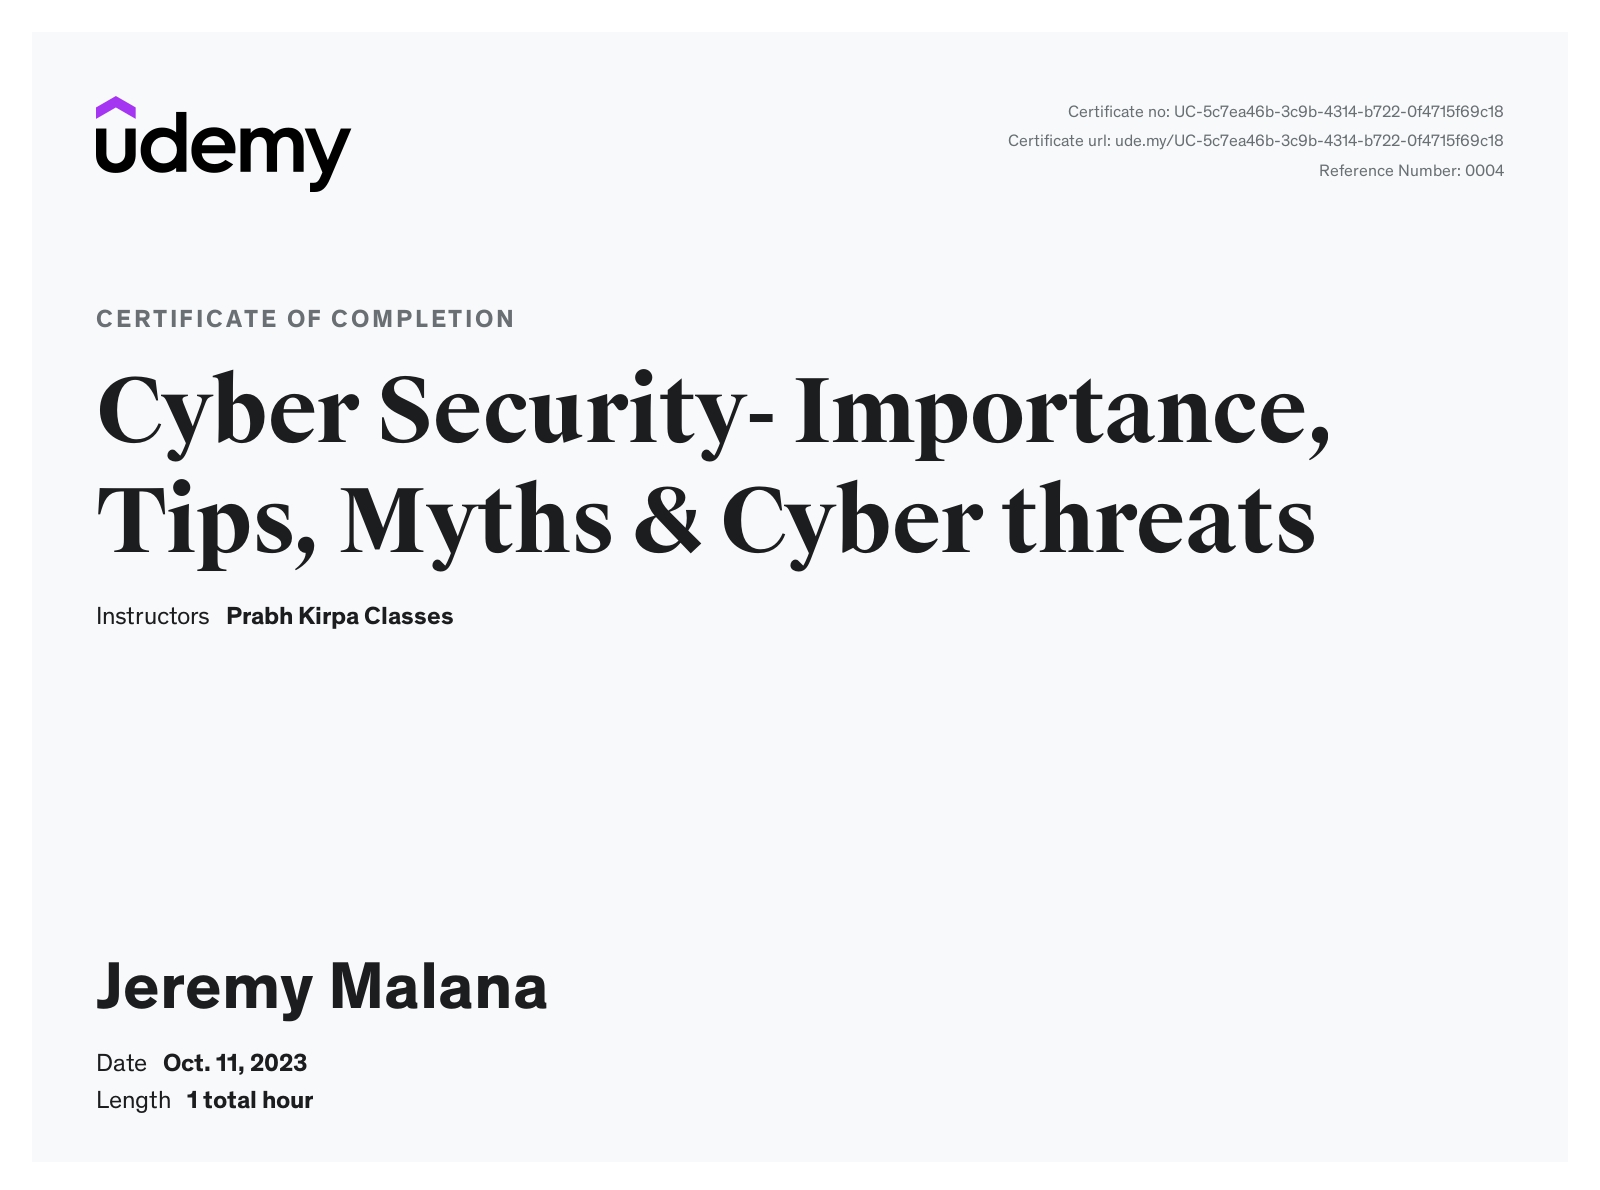 udemy
Certificate no: UC-5c7ea46b-3c9b-4314-b722-0f4715f69c18
Certificate url: ude.my/UC-5c7ea46b-3c9b-4314-b722-0f4715f69c18
Reference Number: 0004
CERTIFICATE OF COMPLETION
Cyber Security- Importance,
Tips, Myths & Cyber threats
Instructors Prabh Kirpa Classes
Jeremy Malana
Date Oct. 11, 2023
Length 1 total hour